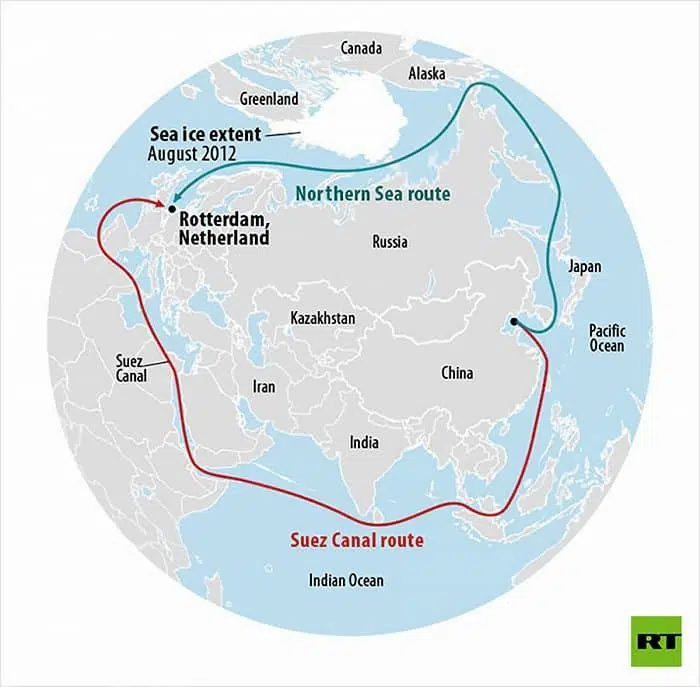 Canada
Alaska
Greenland
Sea ice extent
August 2012
Northern Sea route
Rotterdam,
Netherland
Russia
Japan
Kazakhstan
Pacific
Ocean
Suez
Canal
Iran
China
India
Suez Canal route
Indian Ocean
RT